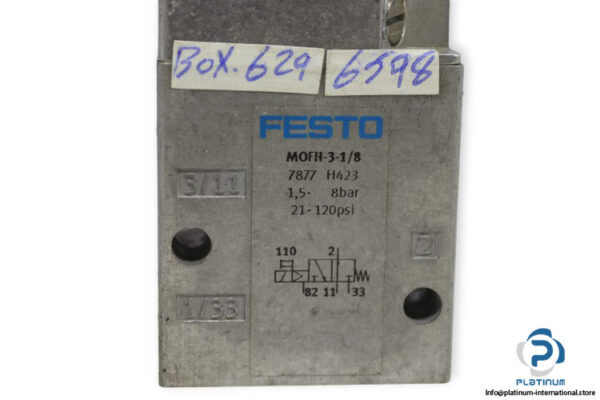 BOX.629 6598
FESTO
MOFH-3-1/8
7877 H423
1,5- 8bar
21-120psi
3/11
110 2
2
82 11 33
1/33
PLATINUM
Info@platinum-international.store